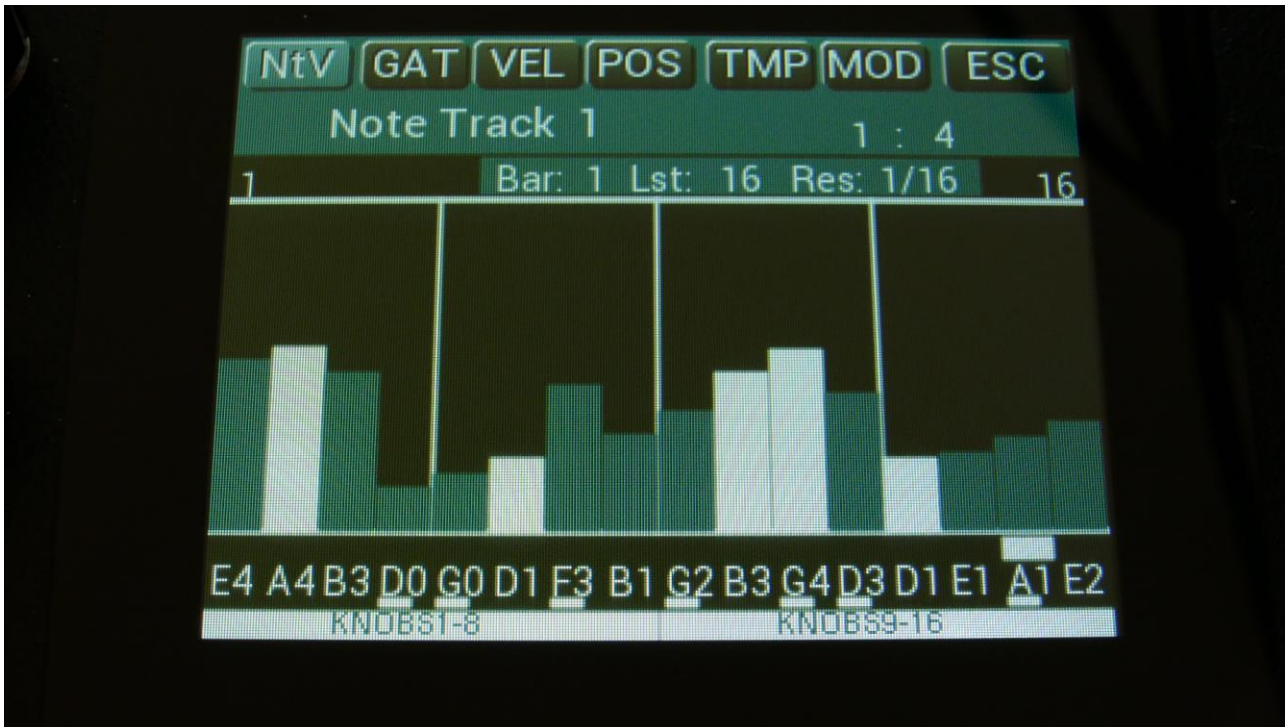 NtV GAT VEL POS TMP MOD ESC
Note Track 1 1 : 4
1 Bar: 1 Lst: 16 Res: 1/16 16
E4 A4 B3 D0 G0 D1 F3 B1 G2 B3 G4 D3 D1 E1 A1 E2
KNOBS1-8 KNOBS9-16